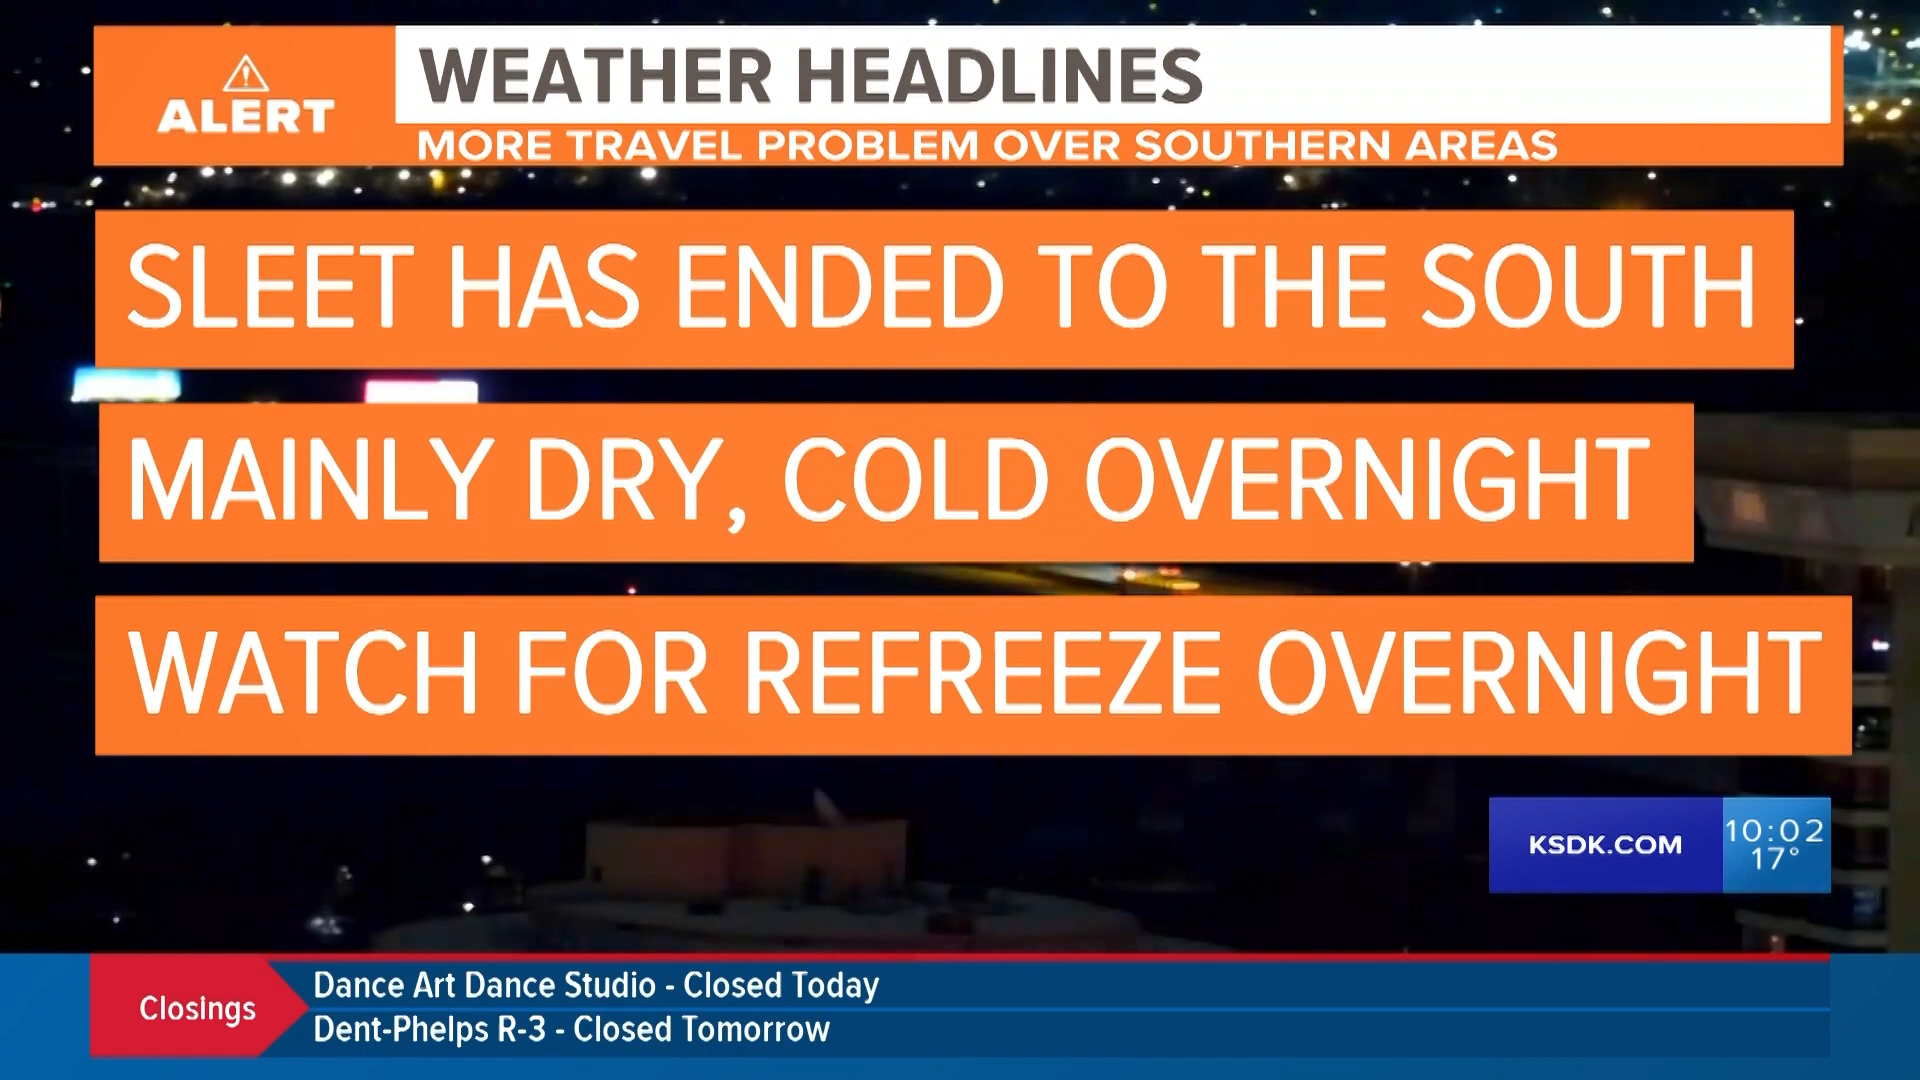 ALERT
WEATHER HEADLINES
MORE TRAVEL PROBLEM OVER SOUTHERN AREAS
SLEET HAS ENDED TO THE SOUTH
MAINLY DRY, COLD OVERNIGHT
WATCH FOR REFREEZE OVERNIGHT
KSDK.COM
10:02
17°
Closings
Dance Art Dance Studio - Closed Today
Dent-Phelps R-3 - Closed Tomorrow